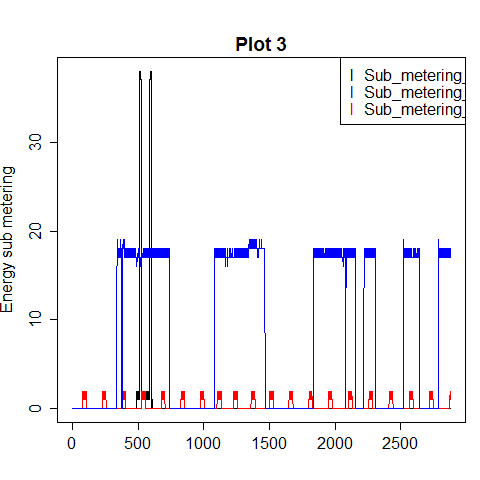 Plot 3
Energy sub metering
30
20
10
0
Sub_metering_
Sub_metering_
Sub_metering_
0 500 1000 1500 2000 2500